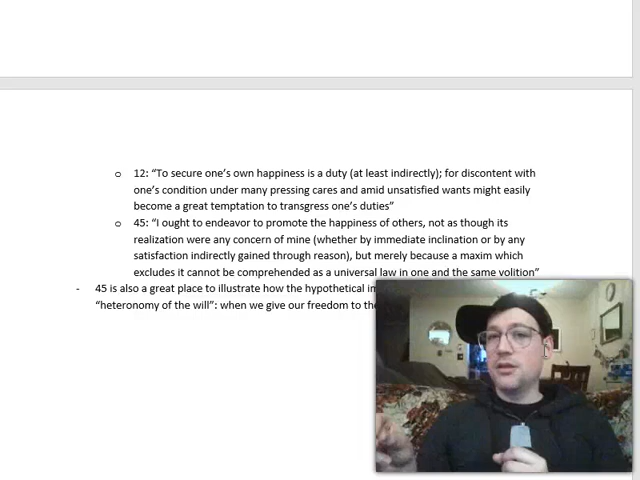 o 12: “To secure one’s own happiness is a duty (at least indirectly); for discontent with
one’s condition under many pressing cares and amid unsatisfied wants might easily
become a great temptation to transgress one’s duties”
o 45: “I ought to endeavor to promote the happiness of others, not as though its
realization were any concern of mine (whether by immediate inclination or by any
satisfaction indirectly gained through reason), but merely because a maxim which
excludes it cannot be comprehended as a universal law in one and the same volition”
- 45 is also a great place to illustrate how the hypothetical
“heteronomy of the will”: when we give our freedom to